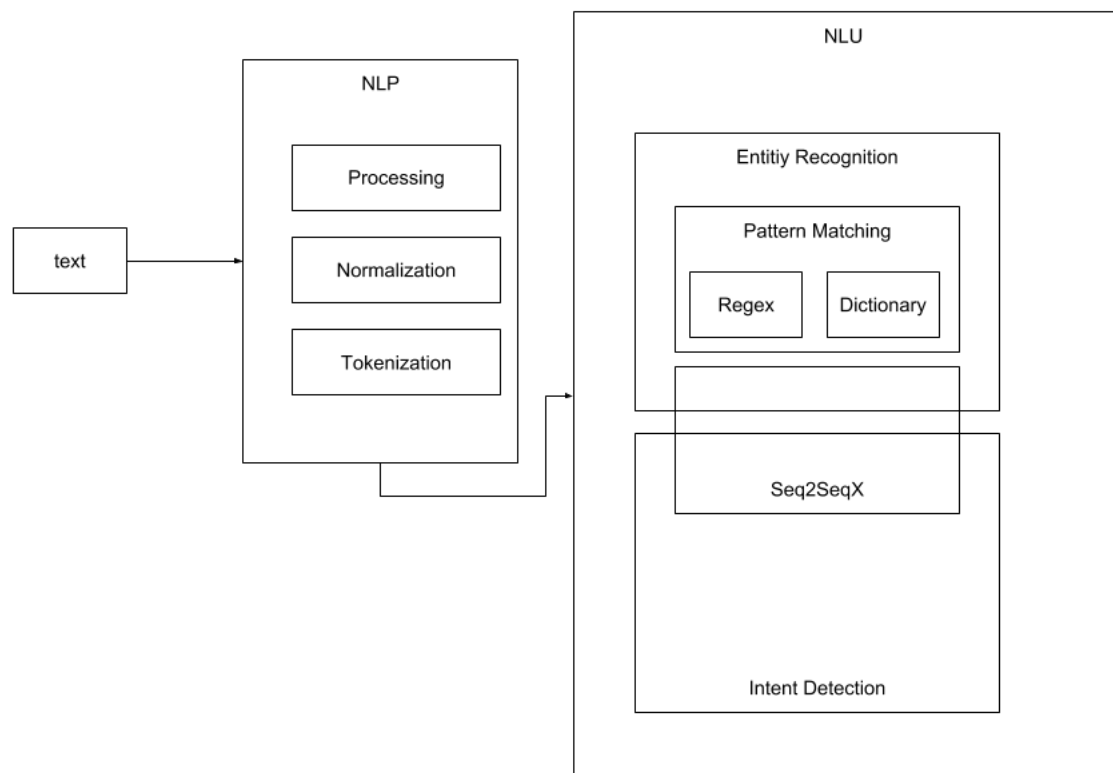 NLU
NLP
Entitiy Recognition
Processing
Pattern Matching
text
Normalization
Regex
Dictionary
Tokenization
Seq2SeqX
Intent Detection